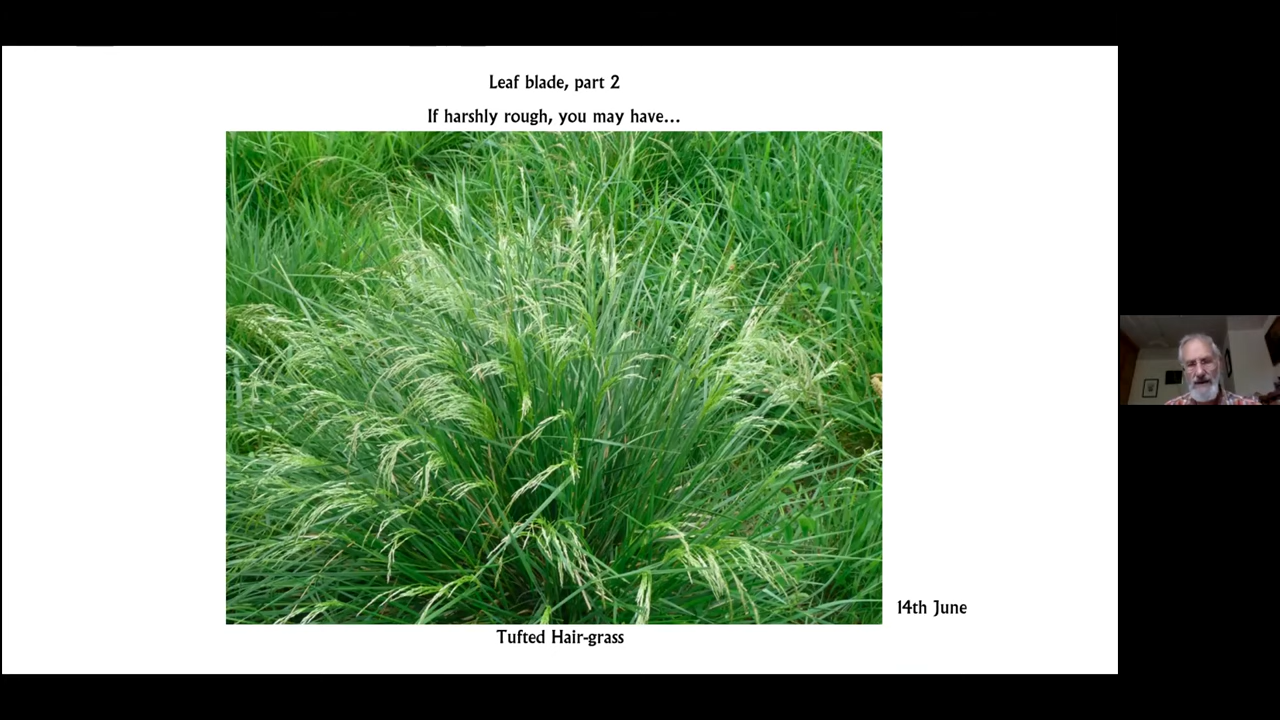 Leaf blade, part 2
If harshly rough, you may have...
14th June
Tufted Hair-grass